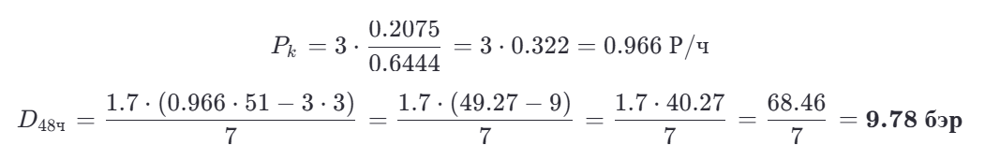 P_k = 3 · 0.2075/0.6444 = 3 · 0.322 = 0.966 Р/ч
D_48ч = 1.7 · (0.966 · 51 − 3 · 3)/7 = 1.7 · (49.27 − 9)/7 = 1.7 · 40.27/7 = 68.46/7 = 9.78 бэр